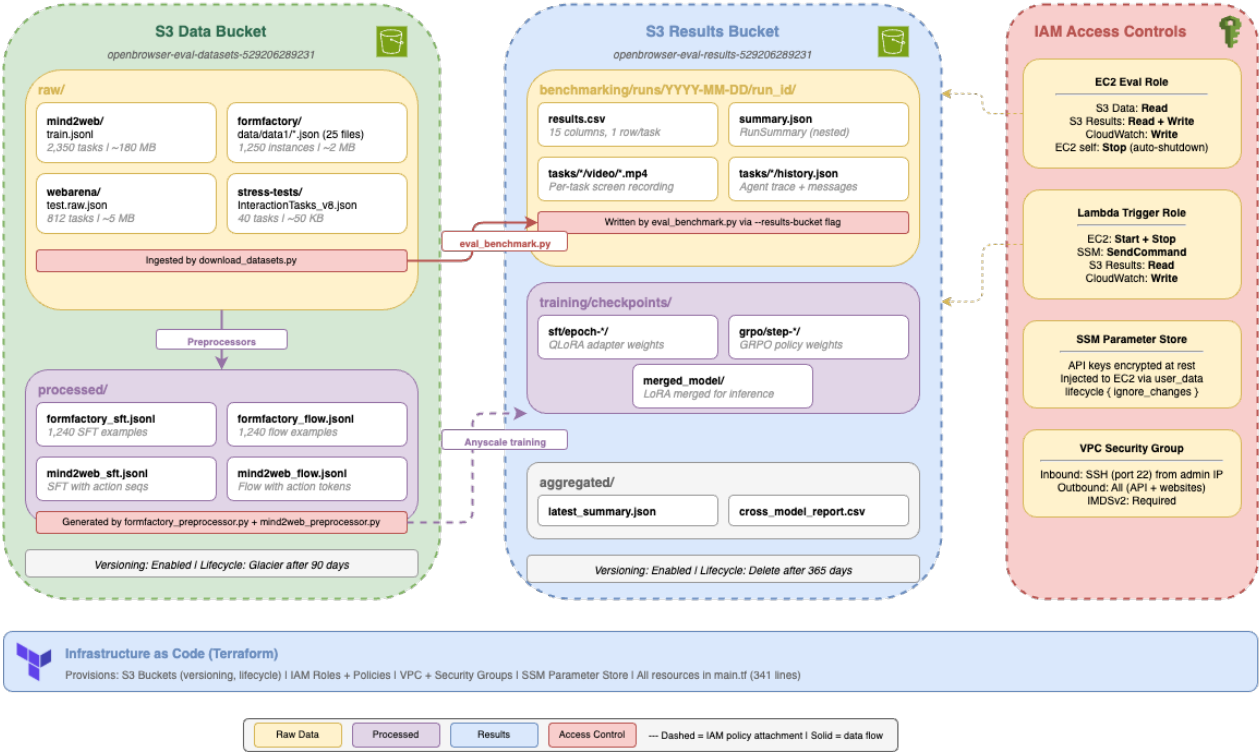 S3 Data Bucket
openbrowser-eval-datasets-529206289231
raw/
mind2web/
train.jsonl
2,350 tasks | ~180 MB
formfactory/
data/data1/*.json (25 files)
1,250 instances | ~2 MB
webarena/
test.raw.json
812 tasks | ~5 MB
stress-tests/
InteractionTasks_v8.json
40 tasks | ~50 KB
Ingested by download_datasets.py
Preprocessors
processed/
formfactory_sft.jsonl
1,240 SFT examples
formfactory_flow.jsonl
1,240 flow examples
mind2web_sft.jsonl
SFT with action seqs
mind2web_flow.jsonl
Flow with action tokens
Generated by formfactory_preprocessor.py + mind2web_preprocessor.py
Versioning: Enabled | Lifecycle: Glacier after 90 days
eval_benchmark.py
Anyscale training
S3 Results Bucket
openbrowser-eval-results-529206289231
benchmarking/runs/YYYY-MM-DD/run_id/
results.csv
15 columns, 1 row/task
summary.json
RunSummary (nested)
tasks/*/video/*.mp4
Per-task screen recording
tasks/*/history.json
Agent trace + messages
Written by eval_benchmark.py via --results-bucket flag
training/checkpoints/
sft/epoch-*/
QLoRA adapter weights
grpo/step-*/
GRPO policy weights
merged_model/
LoRA merged for inference
aggregated/
latest_summary.json
cross_model_report.csv
Versioning: Enabled | Lifecycle: Delete after 365 days
IAM Access Controls
EC2 Eval Role
S3 Data: Read
S3 Results: Read + Write
CloudWatch: Write
EC2 self: Stop (auto-shutdown)
Lambda Trigger Role
EC2: Start + Stop
SSM: SendCommand
S3 Results: Read
CloudWatch: Write
SSM Parameter Store
API keys encrypted at rest
Injected to EC2 via user_data
lifecycle { ignore_changes }
VPC Security Group
Inbound: SSH (port 22) from admin IP
Outbound: All (API + websites)
IMDSv2: Required
Infrastructure as Code (Terraform)
Provisions: S3 Buckets (versioning, lifecycle) | IAM Roles + Policies | VPC + Security Groups | SSM Parameter Store | All resources in main.tf (341 lines)
Raw Data
Processed
Results
Access Control
--- Dashed = IAM policy attachment | Solid = data flow